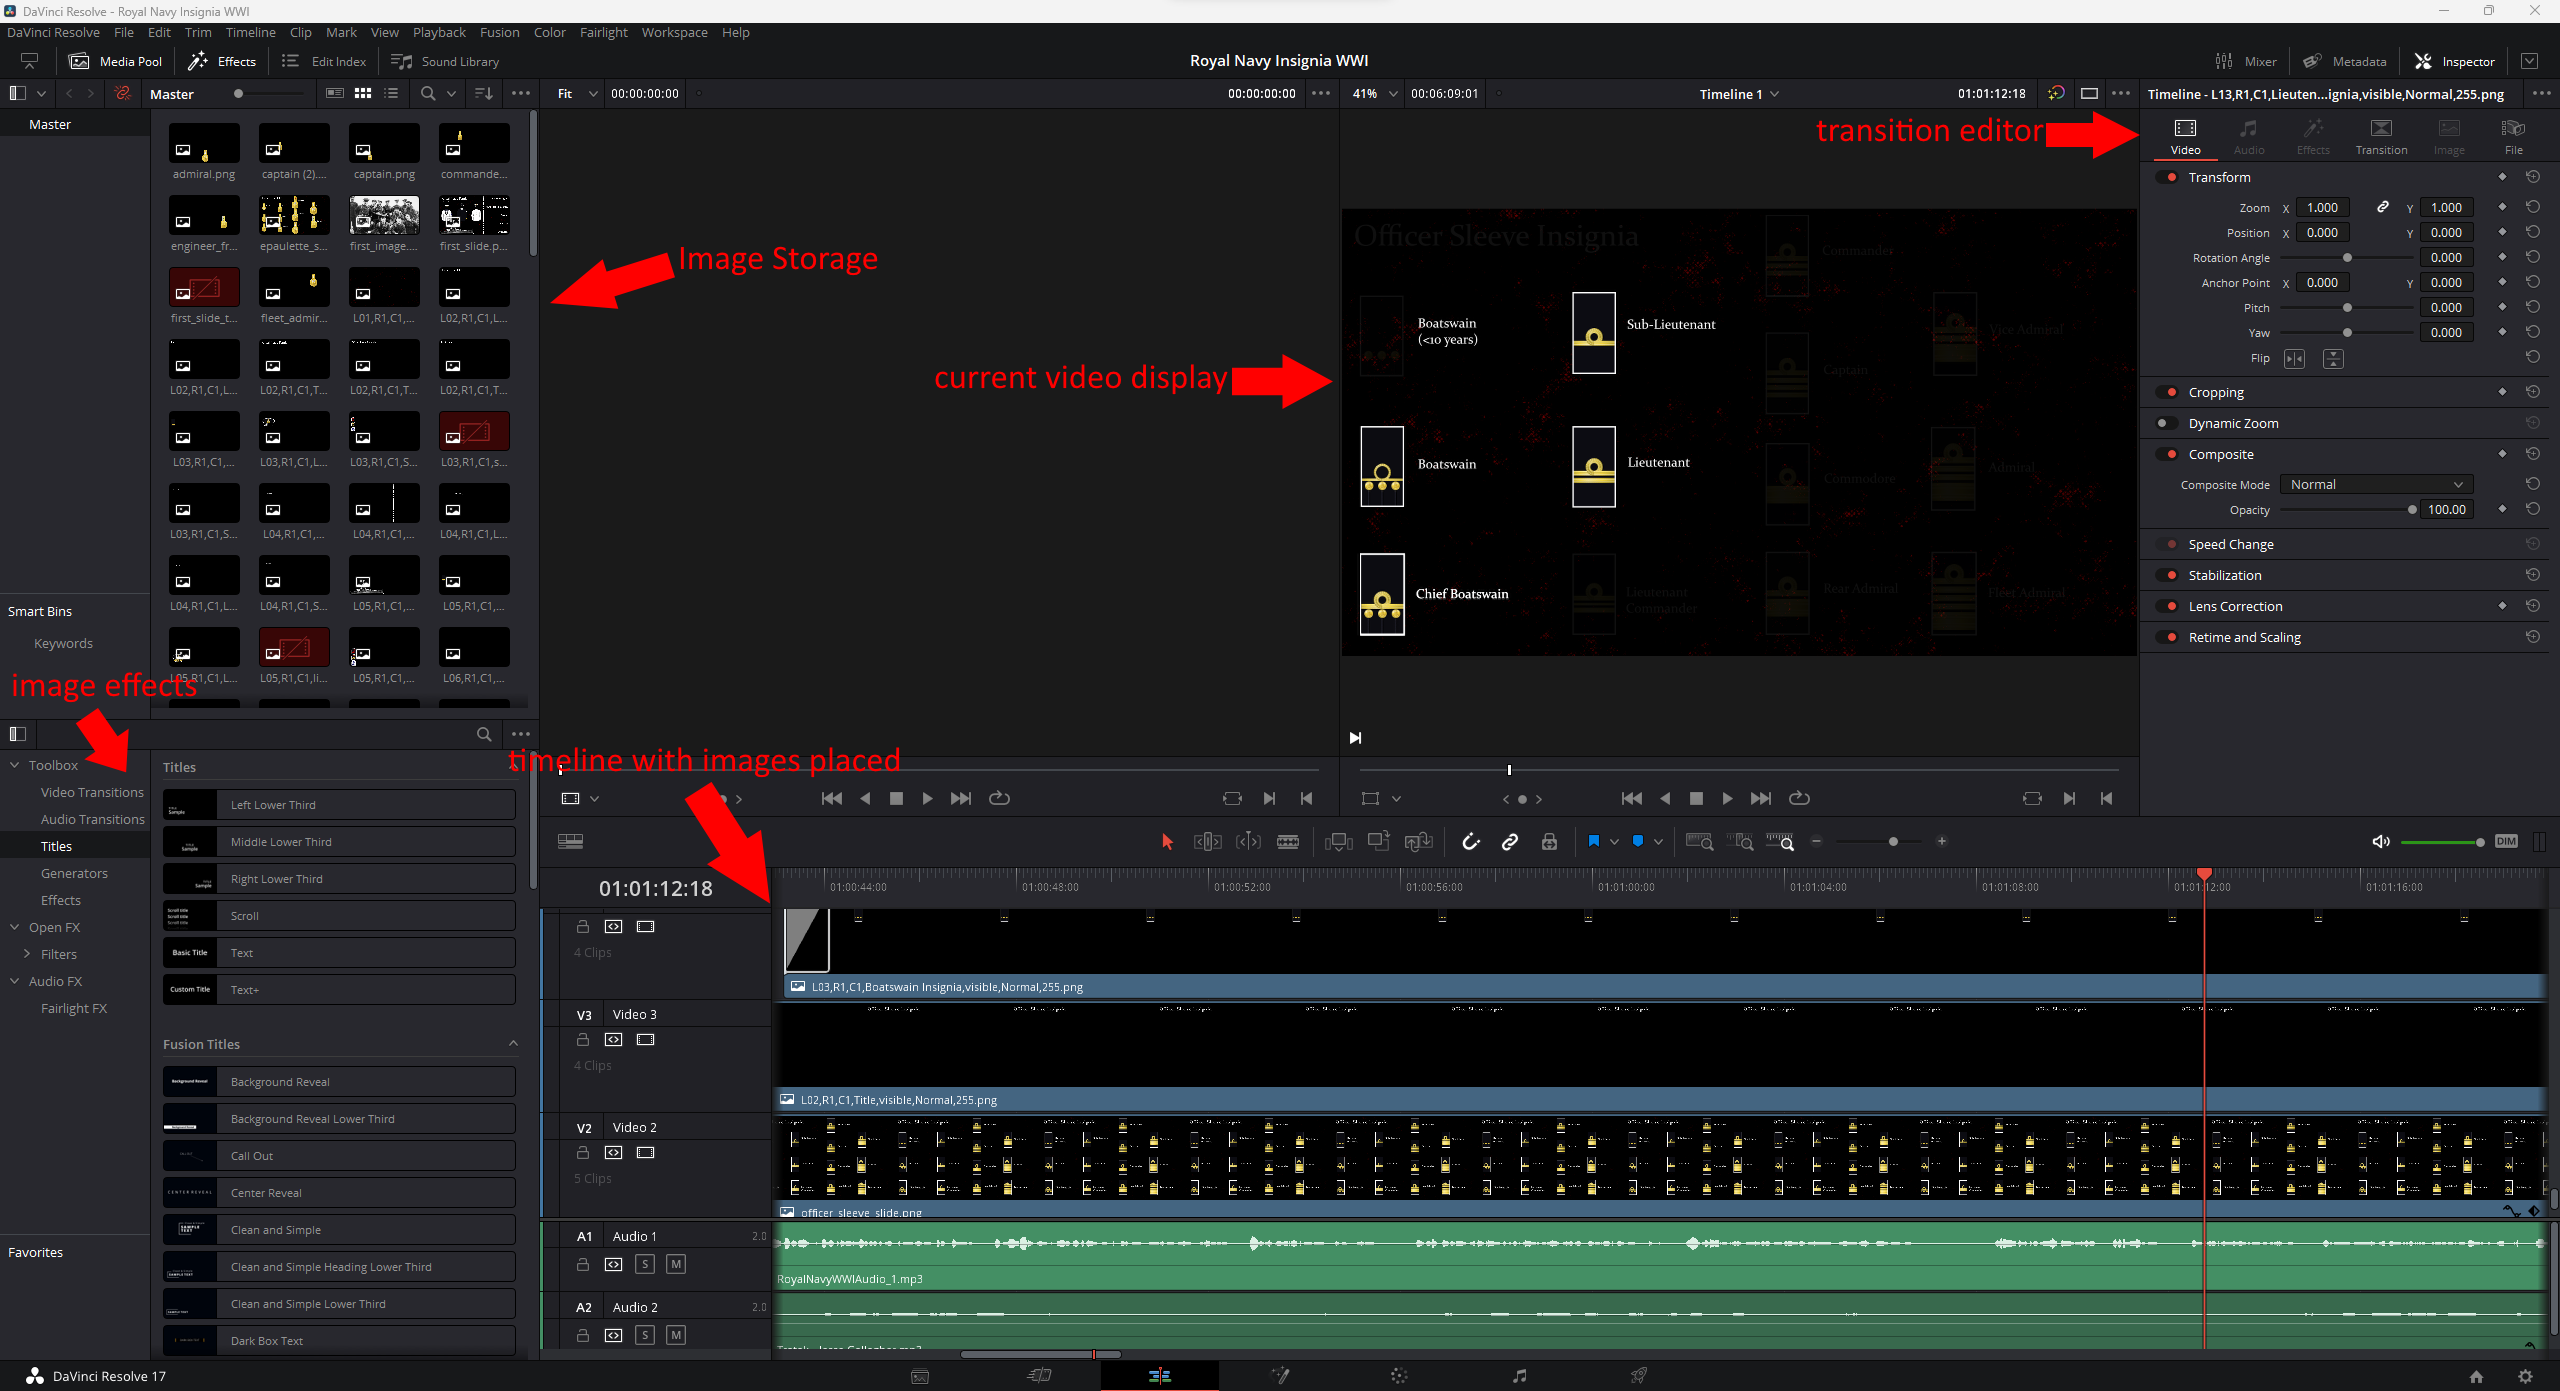 DaVinci Resolve - Royal Navy Insignia WWI
DaVinci Resolve File Edit Trim Timeline Clip Mark View Playback Fusion Color Fairlight Workspace Help
Media Pool Effects Edit Index Sound Library Royal Navy Insignia WWI Mixer Metadata Inspector
Master Fit 00:00:00:00 00:00:00:00 41% 00:06:09:01 Timeline 1 01:01:12:18 Timeline - L13,R1,C1,Lieuten...ignia,visible,Normal,255.png
Master
admiral.png captain (2).... captain.png commande...
engineer_fr... epaulette_s... first_image.... first_slide.p...
first_slide_t... fleet_admir... L01,R1,C1,... L02,R1,C1,L...
L02,R1,C1,L... L02,R1,C1,T... L02,R1,C1,T... L02,R1,C1,T...
L03,R1,C1,... L03,R1,C1,L... L03,R1,C1,S... L03,R1,C1,s...
L03,R1,C1,S... L04,R1,C1,... L04,R1,C1,... L04,R1,C1,L...
L04,R1,C1,L... L04,R1,C1,S... L05,R1,C1,... L05,R1,C1,...
L05,R1,C1,L... L05,R1,C1,li... L05,R1,C1,... L06,R1,C1,...
Smart Bins
Keywords
image effects
Image Storage
current video display
transition editor
timeline with images placed
Officer Sleeve Insignia
Boatswain
(<10 years)
Boatswain
Chief Boatswain
Sub-Lieutenant
Lieutenant
Lieutenant
Commander
Commander
Captain
Commodore
Rear Admiral
Vice Admiral
Admiral
Fleet Admiral
Video Audio Effects Transition Image File
Transform
Zoom X 1.000 Y 1.000
Position X 0.000 Y 0.000
Rotation Angle 0.000
Anchor Point X 0.000 Y 0.000
Pitch 0.000
Yaw 0.000
Flip
Cropping
Dynamic Zoom
Composite
Composite Mode Normal
Opacity 100.00
Speed Change
Stabilization
Lens Correction
Retime and Scaling
Toolbox
Video Transitions
Audio Transitions
Titles
Generators
Effects
Open FX
Filters
Audio FX
Fairlight FX
Favorites
Titles
Left Lower Third
Middle Lower Third
Right Lower Third
Scroll
Basic Title Text
Custom Title Text+
Fusion Titles
Background Reveal Background Reveal
Background Reveal Lower Third
Call Out
CENTER REVEAL Center Reveal
SAMPLE TEXT Clean and Simple
Clean and Simple Heading Lower Third
Clean and Simple Lower Third
Dark Box Text
DIM
01:01:12:18 01:00:44:00 01:00:48:00 01:00:52:00 01:00:56:00 01:01:00:00 01:01:04:00 01:01:08:00 01:01:12:00 01:01:16:00
4 Clips
L03,R1,C1,Boatswain Insignia,visible,Normal,255.png
V3 Video 3
4 Clips
L02,R1,C1,Title,visible,Normal,255.png
V2 Video 2
5 Clips
officer_sleeve_slide.png
A1 Audio 1 2.0
S M
RoyalNavyWWIAudio_1.mp3
A2 Audio 2 2.0
S M
DaVinci Resolve 17